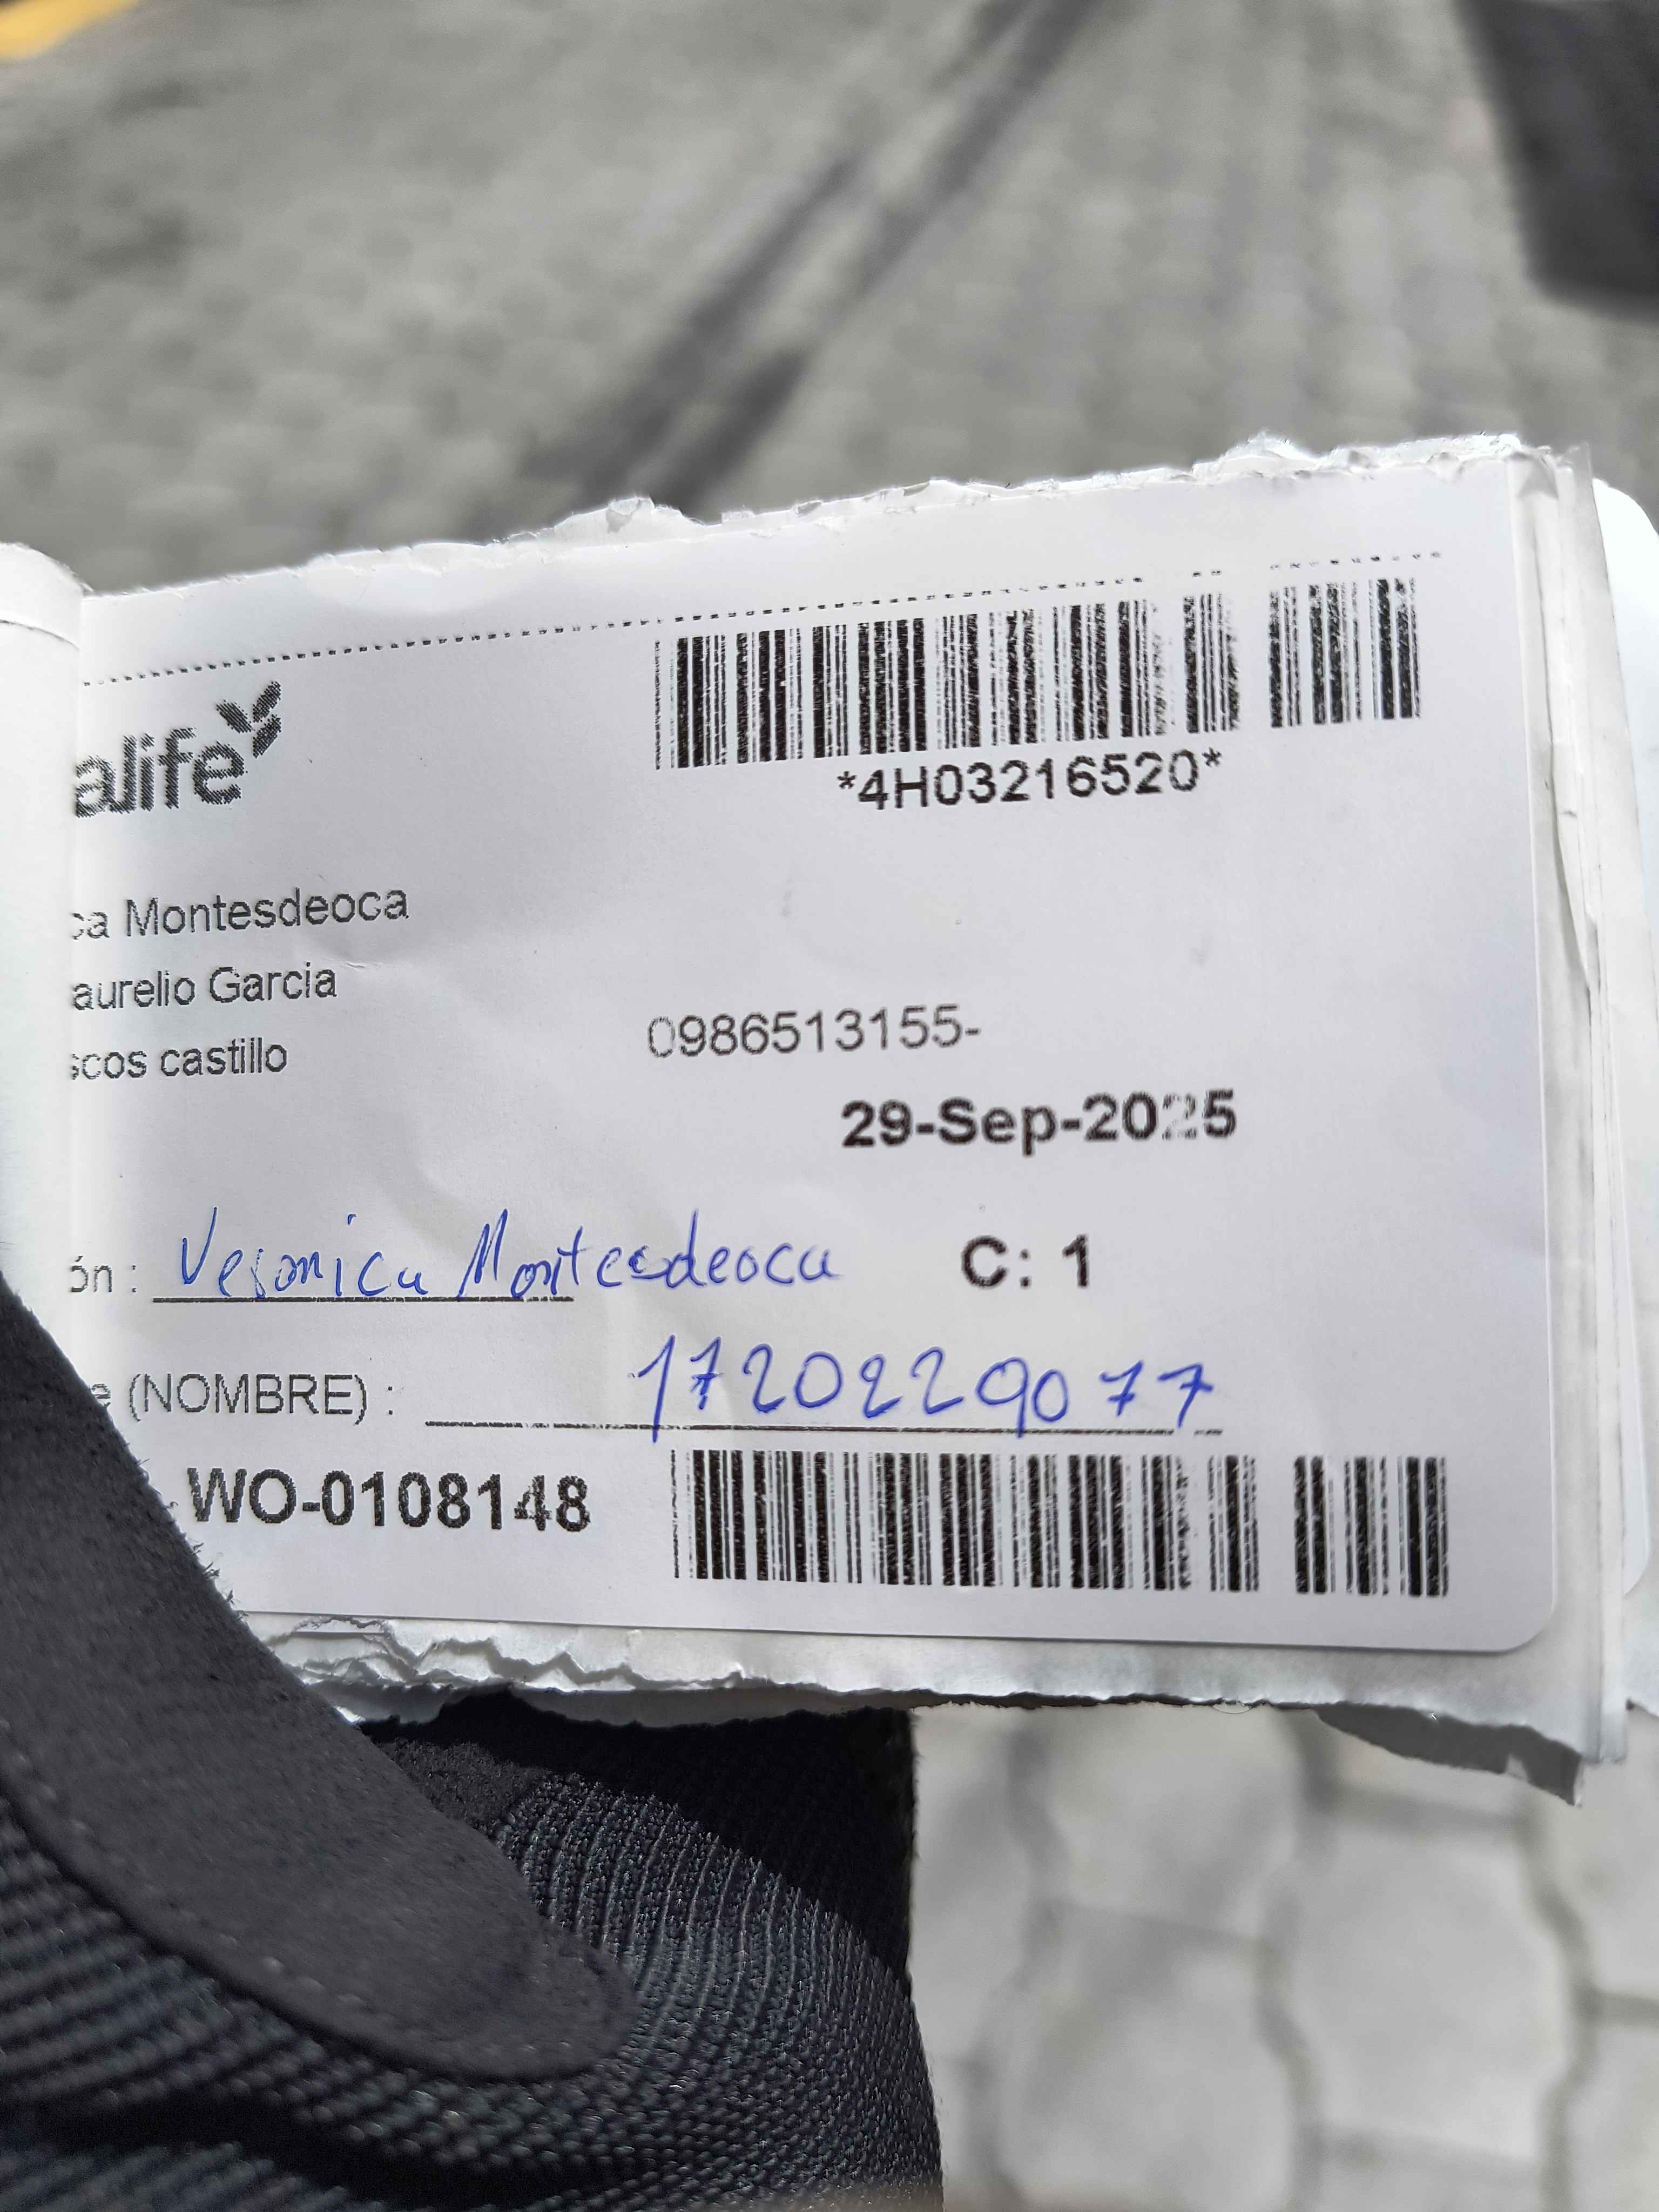 alife
*4H03216520*
ca Montesdeoca
aurelio Garcia
scos castillo
0986513155-
29-Sep-2025
ón : Veronica Montesdeoca
C: 1
e (NOMBRE) : 1720229077
WO-0108148